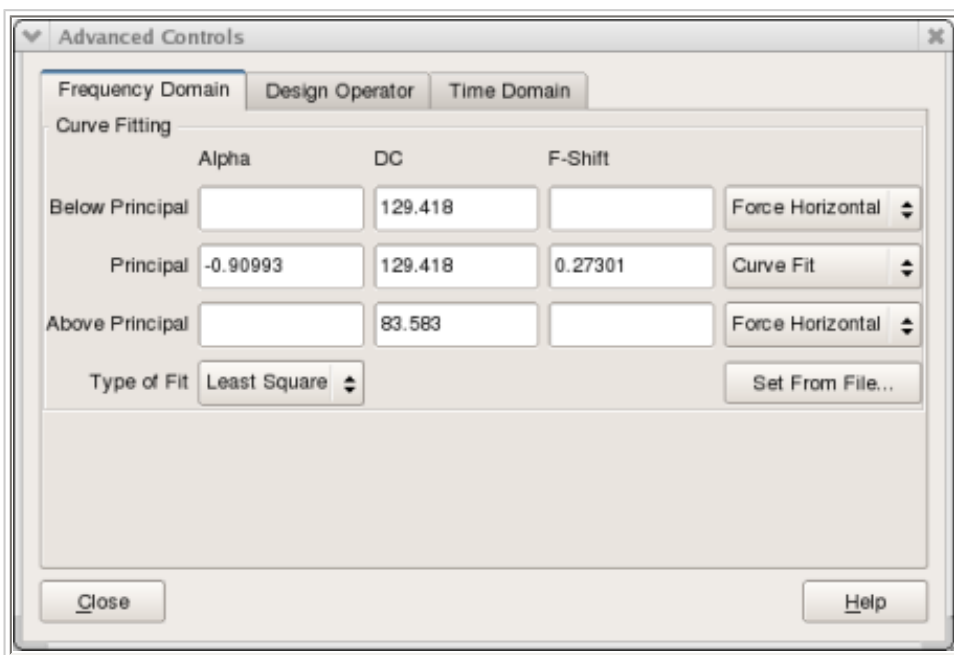 Advanced Controls
Frequency Domain Design Operator Time Domain
Curve Fitting
Alpha DC F-Shift
Below Principal 129.418 Force Horizontal
Principal -0.90993 129.418 0.27301 Curve Fit
Above Principal 83.583 Force Horizontal
Type of Fit Least Square Set From File...
Close Help